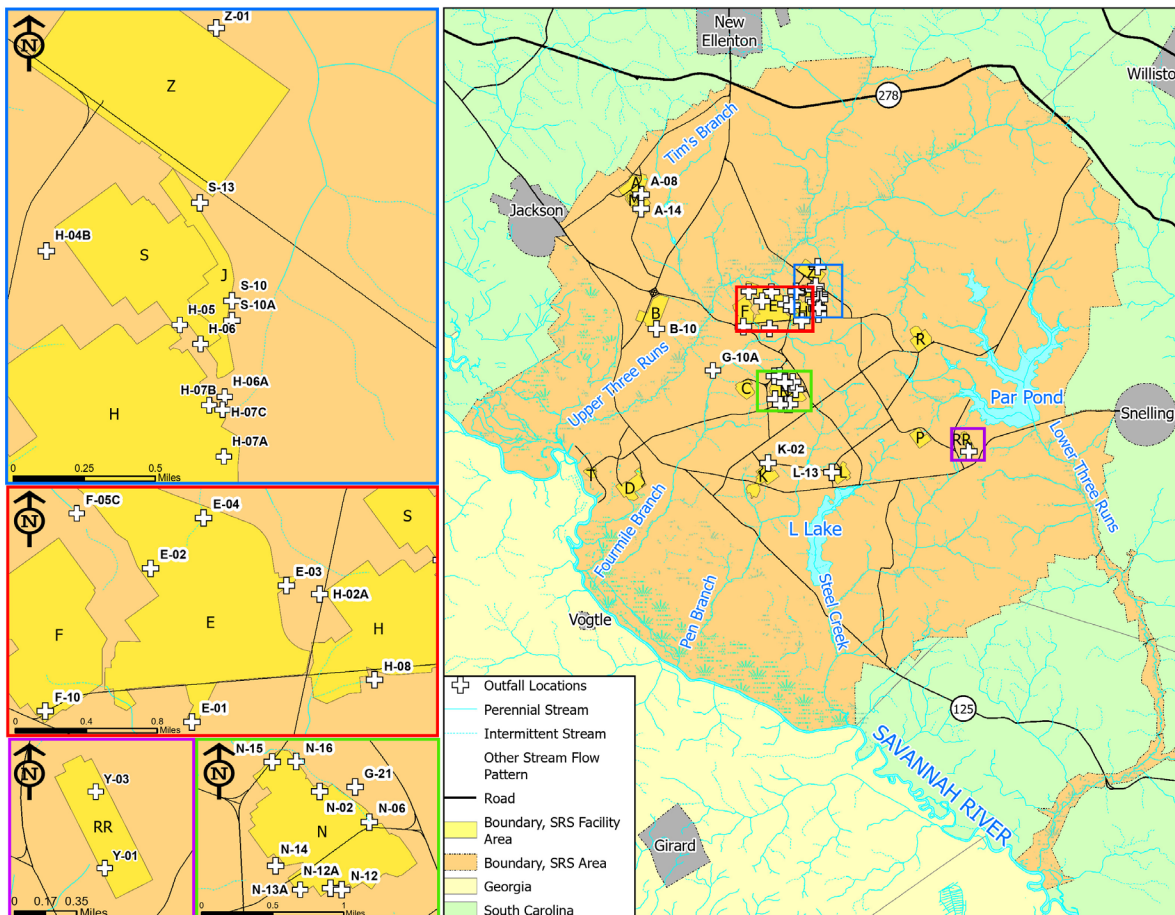 N
Z-01
Z
S-13
H-04B
S
J
S-10
S-10A
H-05
H-06
H-06A
H-07B
H-07C
H
H-07A
0 0.25 0.5
Miles
N
F-05C
E-04
S
E-02
E-03
H-02A
E
F
H
H-08
F-10
E-01
0 0.4 0.8
Miles
N
Y-03
RR
Y-01
0 0.17 0.35
Miles
N
N-15
N-16
G-21
N-02
N-06
N
N-14
N-12A
N-12
N-13A
0 0.5 1
Miles
New
Ellenton
Williston
278
Tim's Branch
A
A-08
M
A-14
Jackson
Z
F
E
H
B
B-10
Upper Three Runs
G-10A
C
N
R
Par Pond
Snelling
P
RR
K-02
L-13
L
K
T
D
L Lake
Lower Three Runs
Fourmile Branch
Pen Branch
Steel Creek
Vogtle
125
SAVANNAH RIVER
Girard
Outfall Locations
Perennial Stream
Intermittent Stream
Other Stream Flow
Pattern
Road
Boundary, SRS Facility
Area
Boundary, SRS Area
Georgia
South Carolina